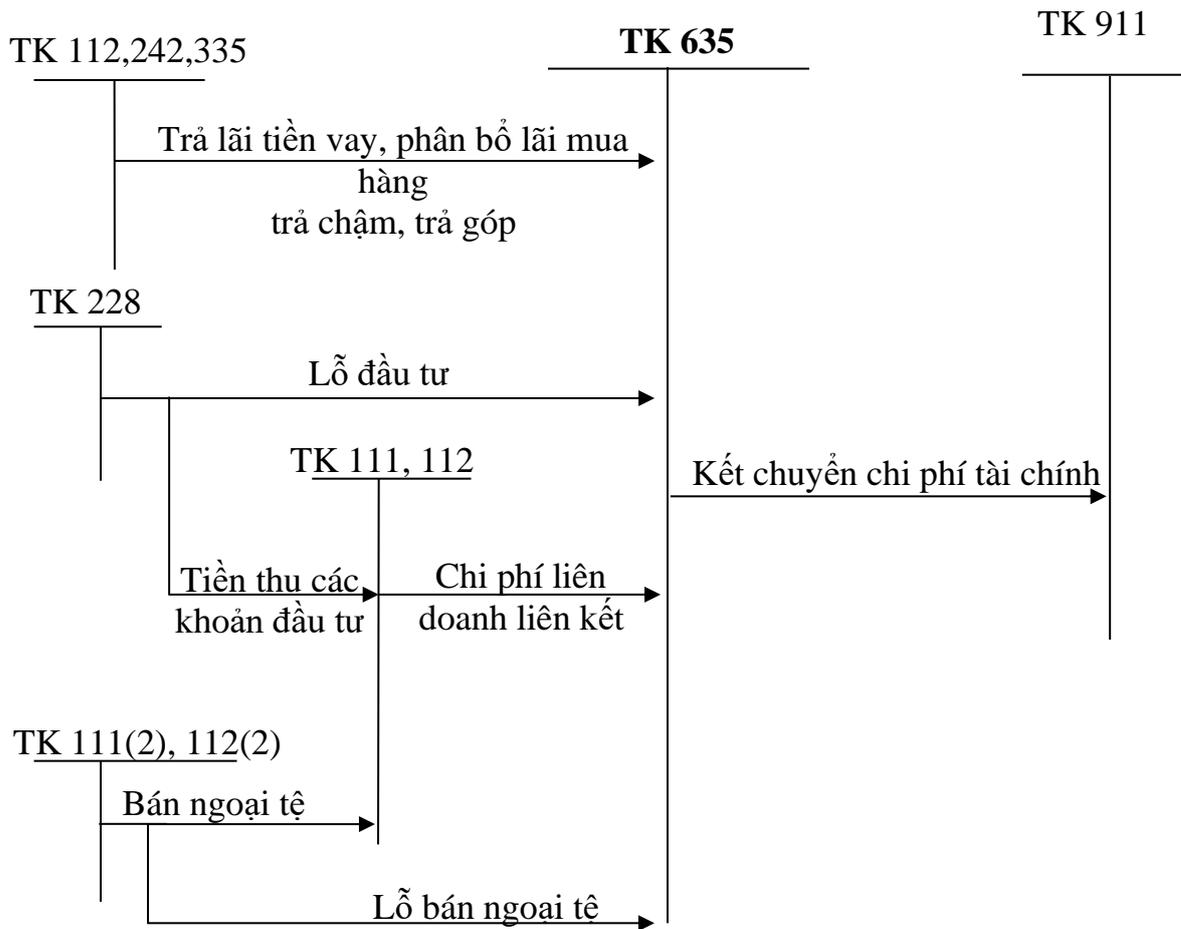 TK 112,242,335
TK 635
TK 911
Trả lãi tiền vay, phân bổ lãi mua
hàng
trả chậm, trả góp
TK 228
Lỗ đầu tư
TK 111, 112
Kết chuyển chi phí tài chính
Tiền thu các
khoản đầu tư
Chi phí liên
doanh liên kết
TK 111(2), 112(2)
Bán ngoại tệ
Lỗ bán ngoại tệ